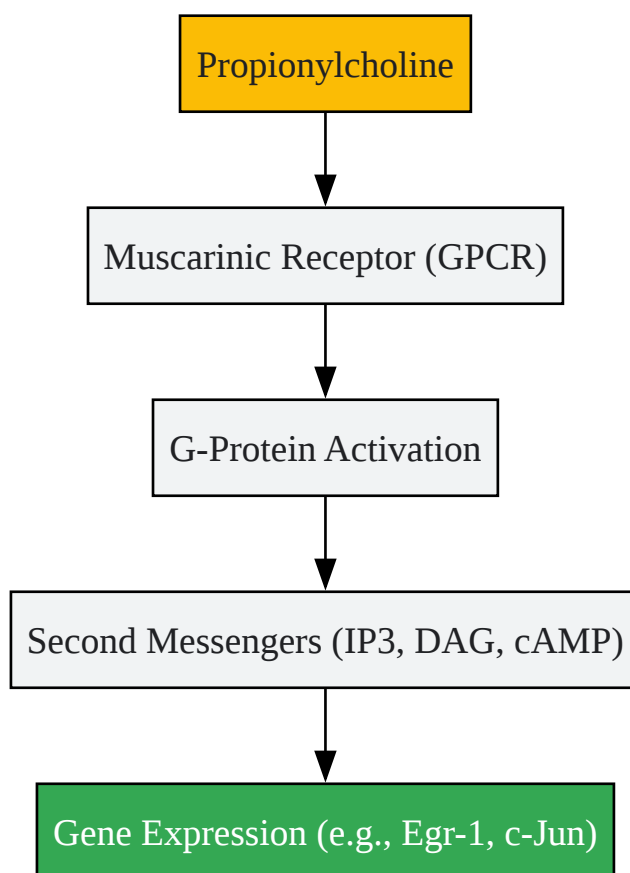 Propionylcholine
Muscarinic Receptor (GPCR)
G-Protein Activation
Second Messengers (IP3, DAG, cAMP)
Gene Expression (e.g., Egr-1, c-Jun)